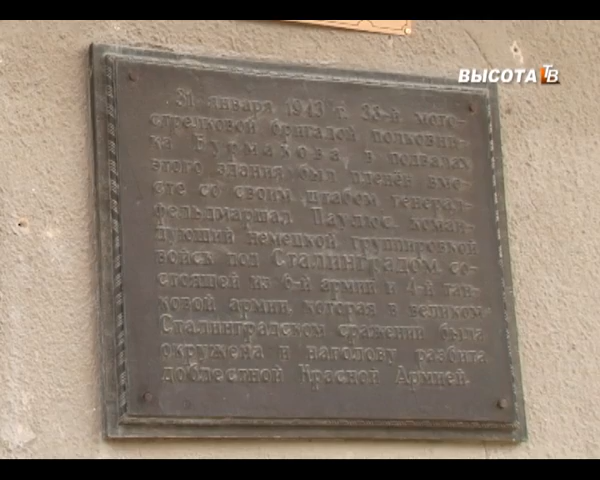 ВЫСОТА ТВ
31 января 1943 г. 38-й мото-
стрелковой бригадой полковни-
ка Бурмакова, в подвалах
этого здания был пленён вме-
сте со своим штабом генерал-
фельдмаршал Паулюс, коман-
дующий немецкой группировкой
войск под Сталинградом, со-
стоящей из 6-й армии и 4-й тан-
ковой армии, которая в великом
Сталинградском сражении была
окружена и наголову разбита
доблестной Красной Армией.